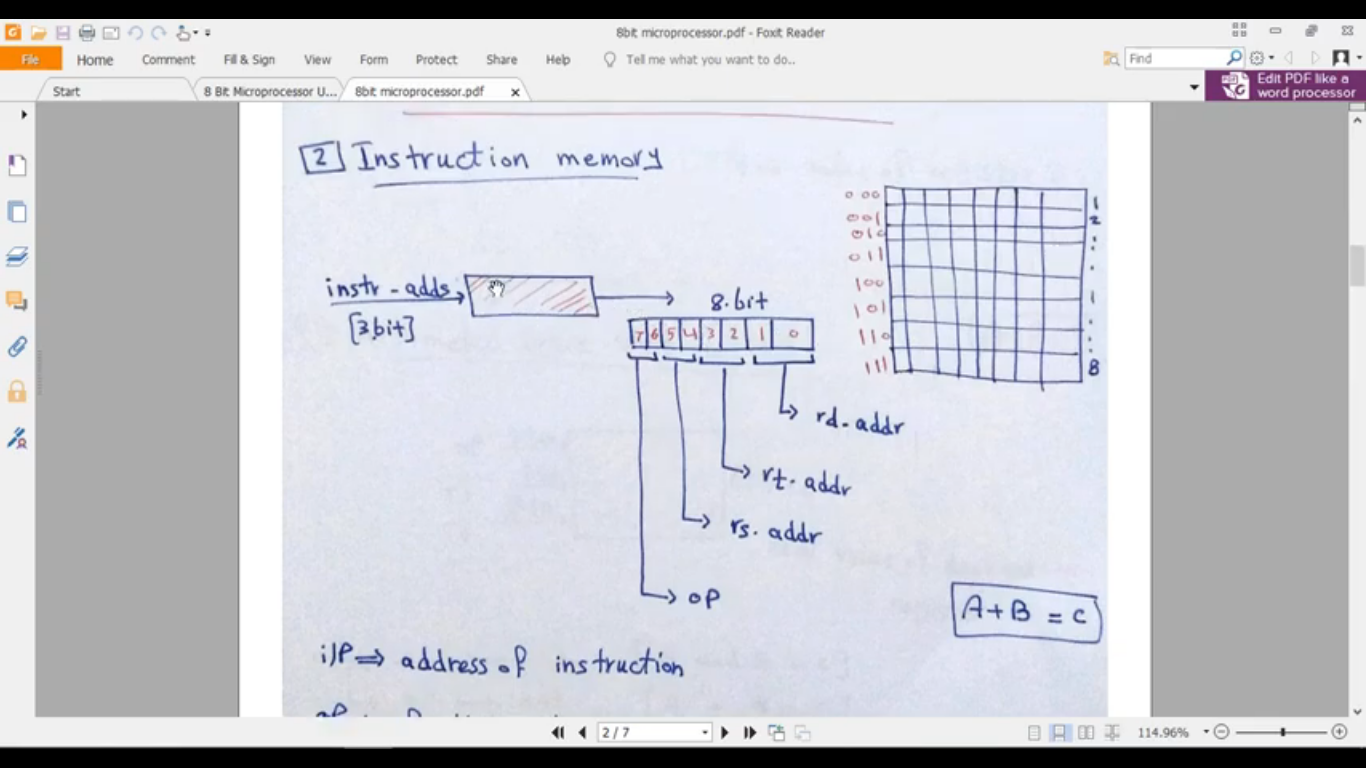 8bit microprocessor.pdf - Foxit Reader
File Home Comment Fill & Sign View Form Protect Share Help Tell me what you want to do.. Find
Start 8 Bit Microprocessor U... 8bit microprocessor.pdf
Edit PDF like a
word processor
2 Instruction memory
000 1
001 2
010 :
011 .
100 1
101 :
110 :
111 8
instr-adds
[3bit]
8.bit
7 6 5 4 3 2 1 0
rd-addr
rt.addr
rs.addr
OP
A+B = C
i/P ⇒ address of instruction
2 / 7
114.96%